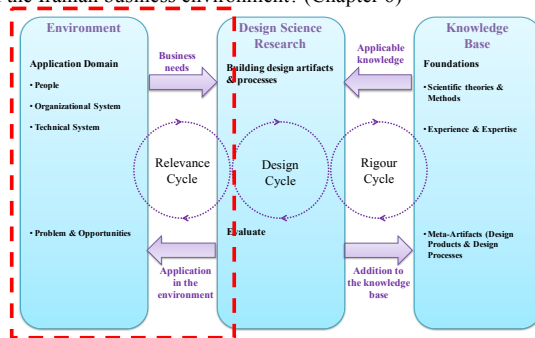 the Iranian business environment? (Chapter 6)
Environment
Application Domain
• People
• Organizational System
• Technical System
• Problem & Opportunities
Business
needs
Relevance
Cycle
Application
in the
environment
Design Science
Research
Building design artifacts
& processes
Design
Cycle
Evaluate
Applicable
knowledge
Rigour
Cycle
Addition to
the knowledge
base
Knowledge
Base
Foundations
• Scientific theories &
Methods
• Experience & Expertise
• Meta-Artifacts (Design
Products & Design
Processes